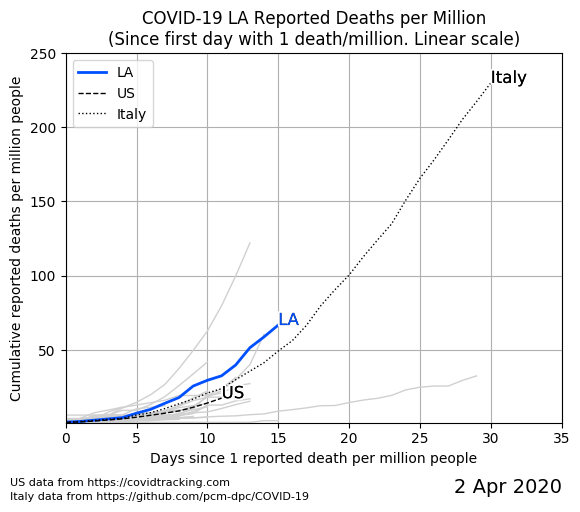 COVID-19 LA Reported Deaths per Million
(Since first day with 1 death/million. Linear scale)
250
200
150
100
50
Cumulative reported deaths per million people
LA
US
Italy
Italy
LA
US
0 5 10 15 20 25 30 35
Days since 1 reported death per million people
US data from https://covidtracking.com
Italy data from https://github.com/pcm-dpc/COVID-19
2 Apr 2020